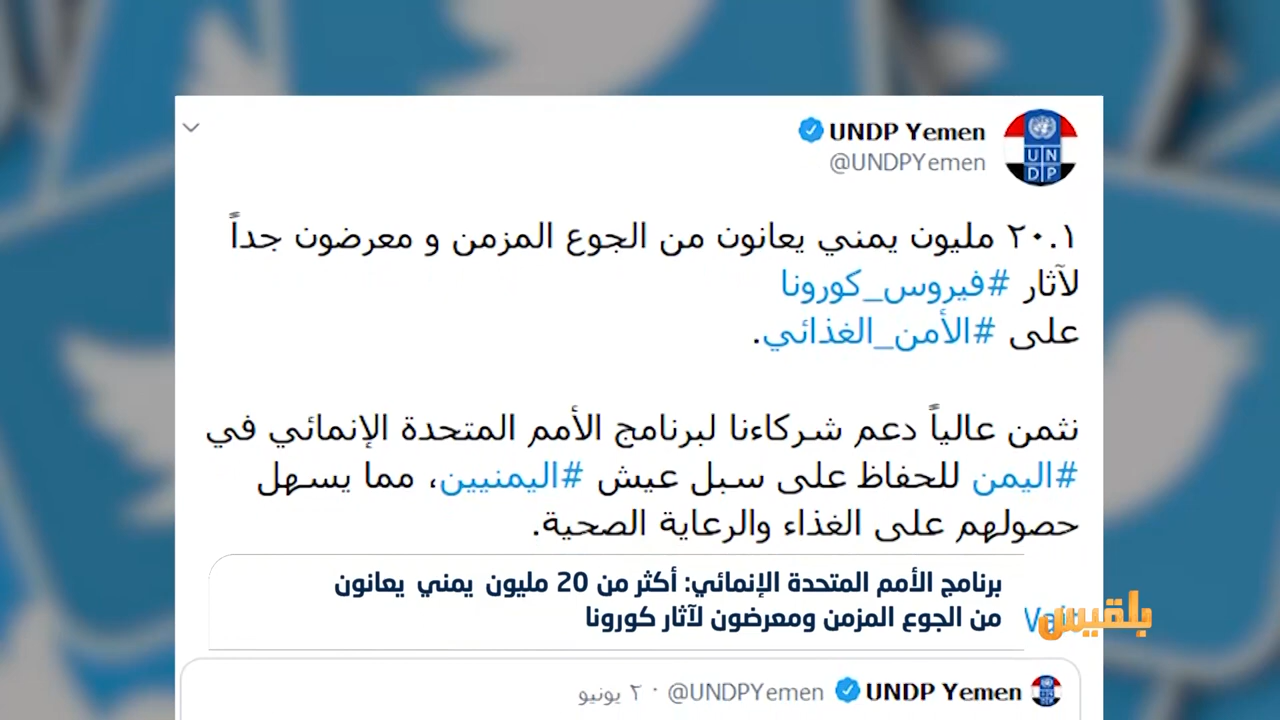 UNDP Yemen
@UNDPYemen
UN
DP
٢٠.١ مليون يمني يعانون من الجوع المزمن و معرضون جداً
لآثار #فيروس_كورونا
على #الأمن_الغذائي.
نثمن عالياً دعم شركاءنا لبرنامج الأمم المتحدة الإنمائي في
#اليمن للحفاظ على سبل عيش #اليمنيين، مما يسهل
حصولهم على الغذاء والرعاية الصحية.
برنامج الأمم المتحدة الإنمائي: أكثر من 20 مليون يمني يعانون
من الجوع المزمن ومعرضون لآثار كورونا
بلقيس
UNDP Yemen @UNDPYemen · ٢ يونيو